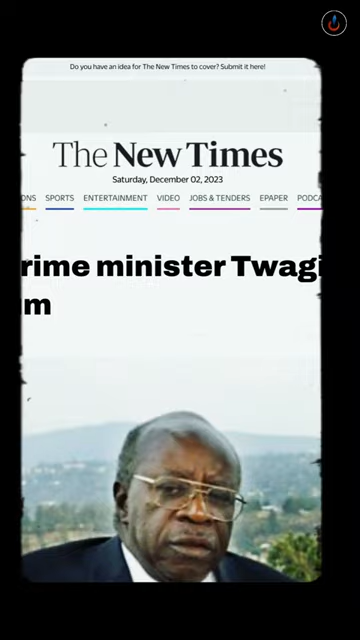 Do you have an idea for The New Times to cover? Submit it here!
The New Times
Saturday, December 02, 2023
ONS SPORTS ENTERTAINMENT VIDEO JOBS & TENDERS EPAPER PODCA
rime minister Twagi
m